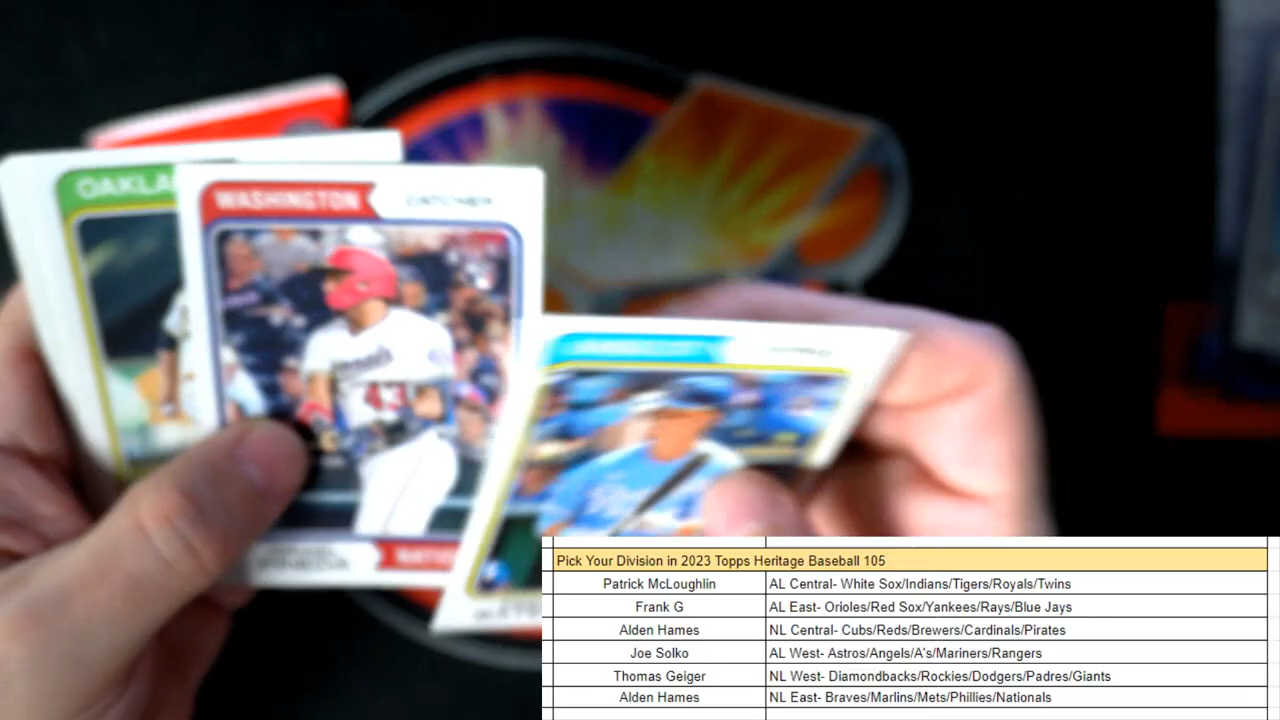 OAKLA
WASHINGTON
CATCHER
43
NATIO
Pick Your Division in 2023 Topps Heritage Baseball 105
Patrick McLoughlin AL Central- White Sox/Indians/Tigers/Royals/Twins
Frank G AL East- Orioles/Red Sox/Yankees/Rays/Blue Jays
Alden Hames NL Central- Cubs/Reds/Brewers/Cardinals/Pirates
Joe Solko AL West- Astros/Angels/A's/Mariners/Rangers
Thomas Geiger NL West- Diamondbacks/Rockies/Dodgers/Padres/Giants
Alden Hames NL East- Braves/Marlins/Mets/Phillies/Nationals